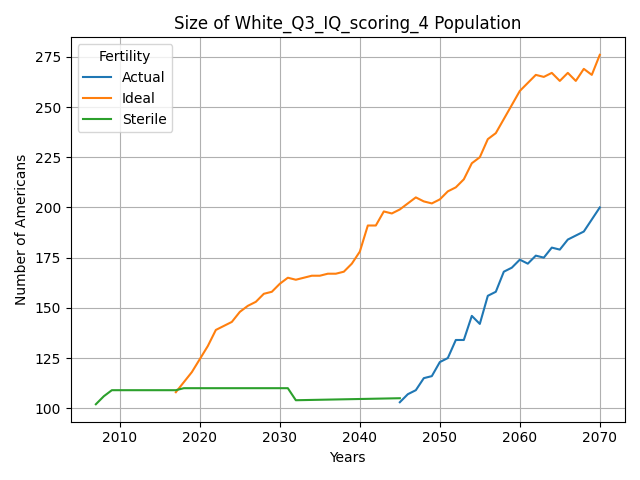 Size of White_Q3_IQ_scoring_4 Population
Fertility
Actual
Ideal
Sterile
Number of Americans
275
250
225
200
175
150
125
100
2010 2020 2030 2040 2050 2060 2070
Years